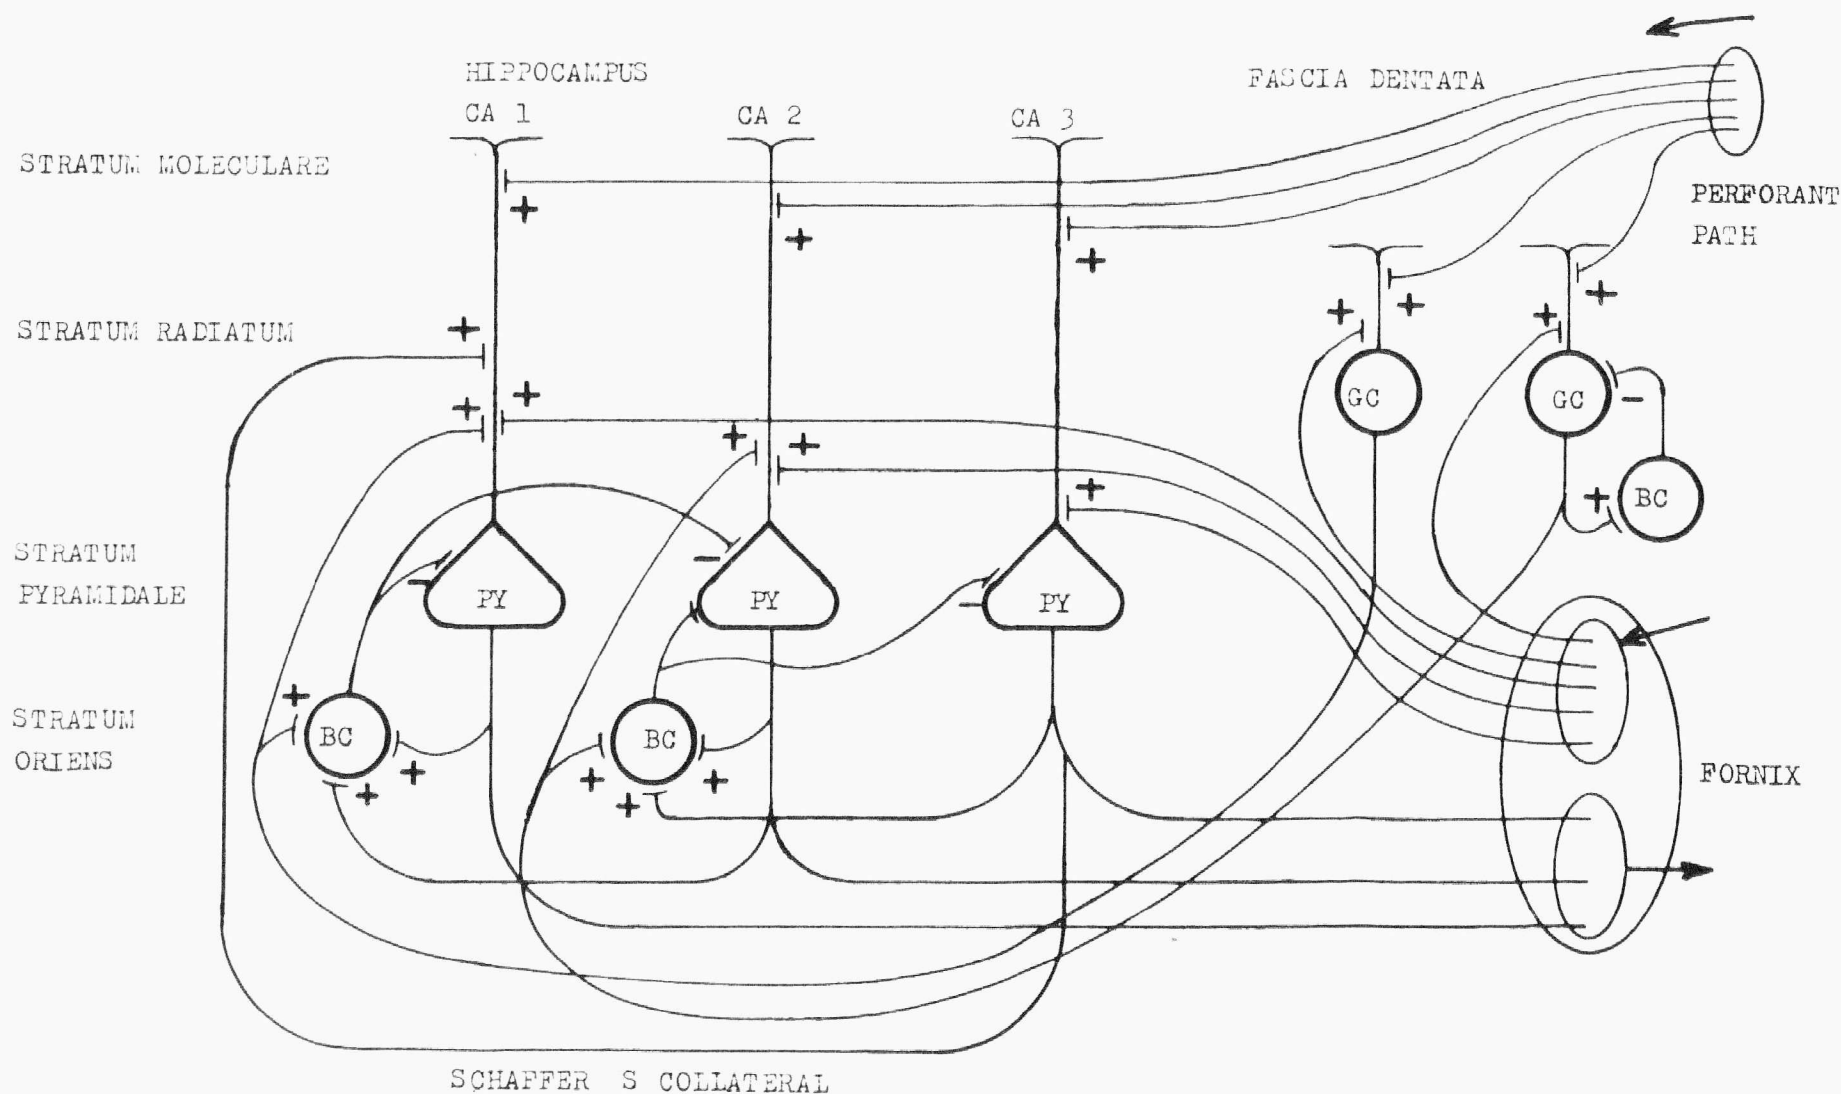 HIPPOCAMPUS
FASCIA DENTATA
CA 1
CA 2
CA 3
STRATUM MOLECULARE
PERFORANT
PATH
STRATUM RADIATUM
+
+
+
+
+
+
+
+
+
+
+
+
+
GC
GC
-
+
BC
+
STRATUM
PYRAMIDALE
-
-
-
PY
PY
PY
STRATUM
ORIENS
+
BC
+
+
BC
+
+
+
FORNIX
SCHAFFER S COLLATERAL